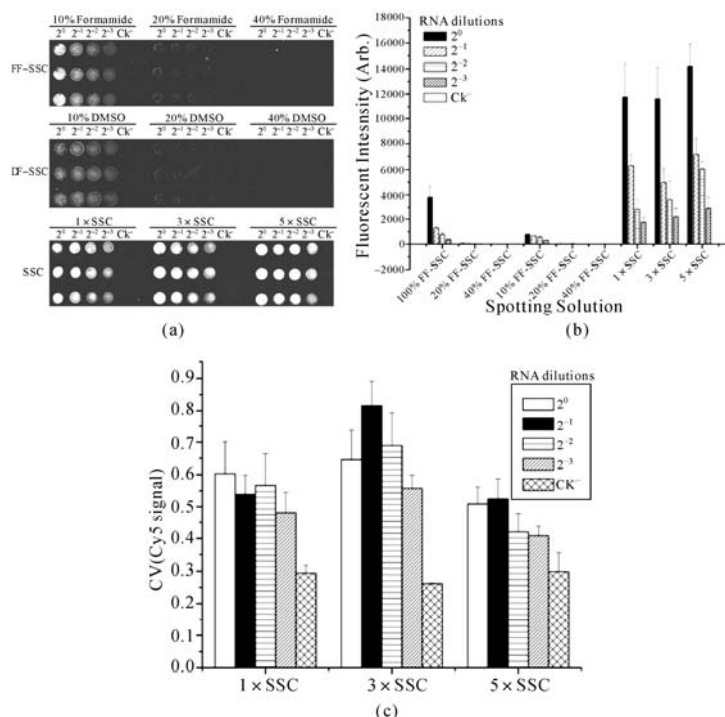 10% Formamide 20% Formamide 40% Formamide
2⁰ 2⁻¹ 2⁻² 2⁻³ Ck⁻ 2⁰ 2⁻¹ 2⁻² 2⁻³ Ck⁻ 2⁰ 2⁻¹ 2⁻² 2⁻³ Ck⁻
FF-SSC
10% DMSO 20% DMSO 40% DMSO
2⁰ 2⁻¹ 2⁻² 2⁻³ Ck⁻ 2⁰ 2⁻¹ 2⁻² 2⁻³ Ck⁻ 2⁰ 2⁻¹ 2⁻² 2⁻³ Ck⁻
DF-SSC
1×SSC 3×SSC 5×SSC
2⁰ 2⁻¹ 2⁻² 2⁻³ Ck⁻ 2⁰ 2⁻¹ 2⁻² 2⁻³ Ck⁻ 2⁰ 2⁻¹ 2⁻² 2⁻³ Ck⁻
SSC
(a)
Fluorescent Intesnsity (Arb.)
18000
16000
14000
12000
10000
8000
6000
4000
2000
0
−2000
RNA dilutions
2⁰
2⁻¹
2⁻²
2⁻³
Ck⁻
100% FF-SSC
20% FF-SSC
40% FF-SSC
10% FF-SSC
20% FF-SSC
40% FF-SSC
1×SSC
3×SSC
5×SSC
Spotting Solution
(b)
CV(Cy5 signal)
0.9
0.8
0.7
0.6
0.5
0.4
0.3
0.2
0.1
0.0
RNA dilutions
2⁰
2⁻¹
2⁻²
2⁻³
CK⁻
1×SSC 3×SSC 5×SSC
(c)